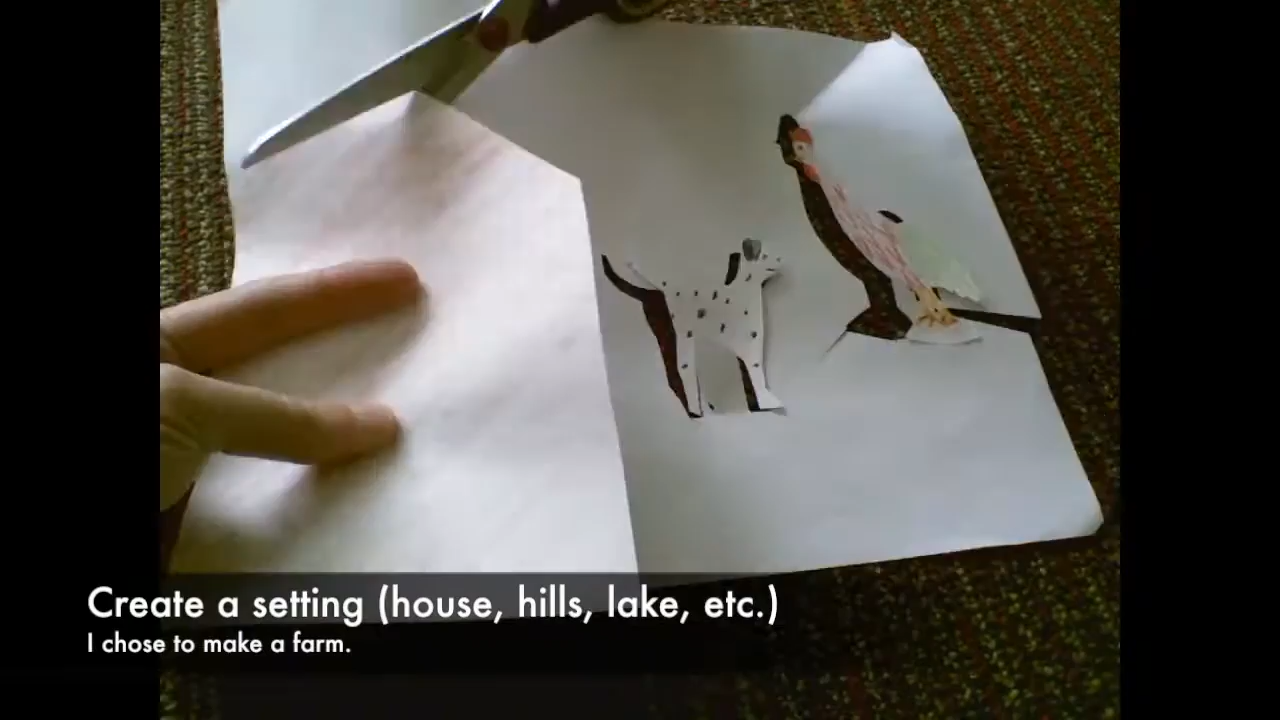 Create a setting (house, hills, lake, etc.)
I chose to make a farm.